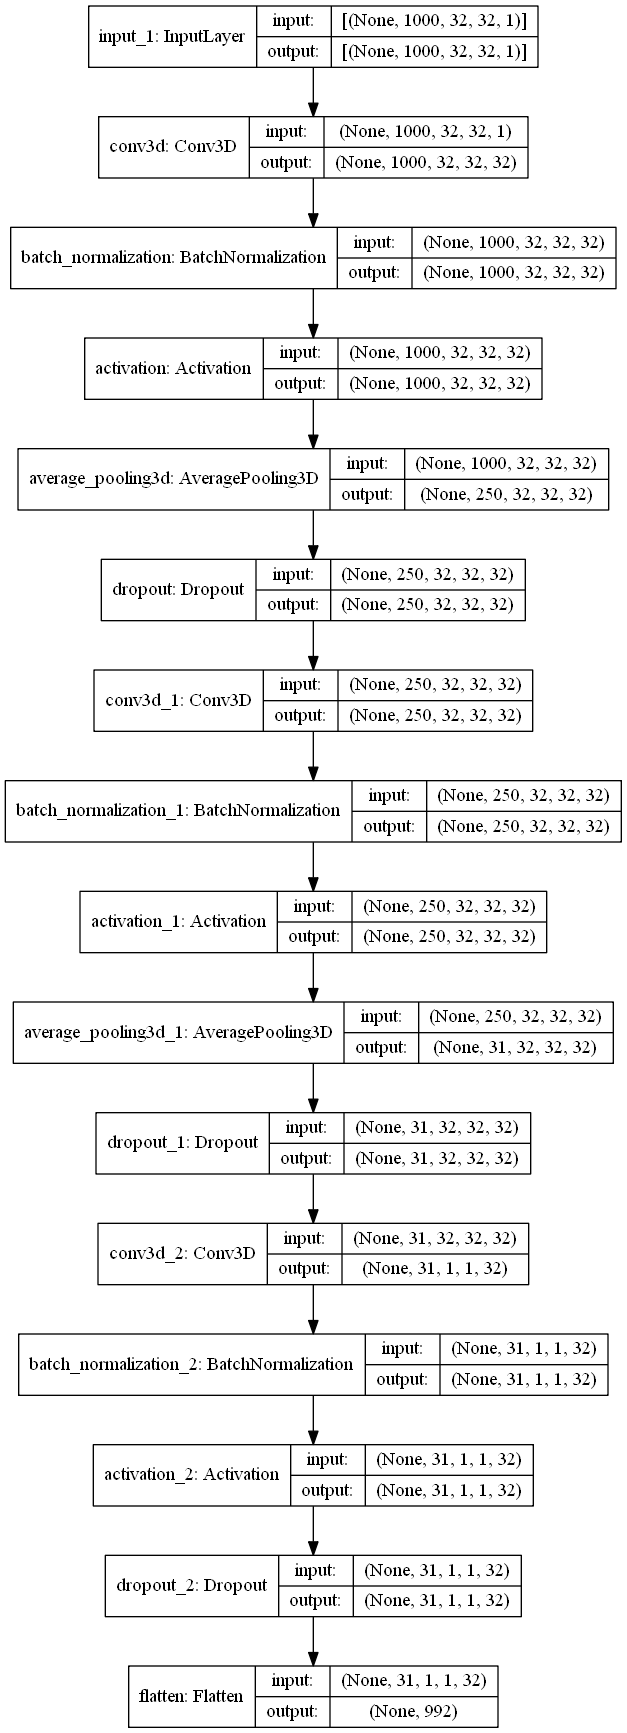 input_1: InputLayer
input: [(None, 1000, 32, 32, 1)]
output: [(None, 1000, 32, 32, 1)]
conv3d: Conv3D
input: (None, 1000, 32, 32, 1)
output: (None, 1000, 32, 32, 32)
batch_normalization: BatchNormalization
input: (None, 1000, 32, 32, 32)
output: (None, 1000, 32, 32, 32)
activation: Activation
input: (None, 1000, 32, 32, 32)
output: (None, 1000, 32, 32, 32)
average_pooling3d: AveragePooling3D
input: (None, 1000, 32, 32, 32)
output: (None, 250, 32, 32, 32)
dropout: Dropout
input: (None, 250, 32, 32, 32)
output: (None, 250, 32, 32, 32)
conv3d_1: Conv3D
input: (None, 250, 32, 32, 32)
output: (None, 250, 32, 32, 32)
batch_normalization_1: BatchNormalization
input: (None, 250, 32, 32, 32)
output: (None, 250, 32, 32, 32)
activation_1: Activation
input: (None, 250, 32, 32, 32)
output: (None, 250, 32, 32, 32)
average_pooling3d_1: AveragePooling3D
input: (None, 250, 32, 32, 32)
output: (None, 31, 32, 32, 32)
dropout_1: Dropout
input: (None, 31, 32, 32, 32)
output: (None, 31, 32, 32, 32)
conv3d_2: Conv3D
input: (None, 31, 32, 32, 32)
output: (None, 31, 1, 1, 32)
batch_normalization_2: BatchNormalization
input: (None, 31, 1, 1, 32)
output: (None, 31, 1, 1, 32)
activation_2: Activation
input: (None, 31, 1, 1, 32)
output: (None, 31, 1, 1, 32)
dropout_2: Dropout
input: (None, 31, 1, 1, 32)
output: (None, 31, 1, 1, 32)
flatten: Flatten
input: (None, 31, 1, 1, 32)
output: (None, 992)